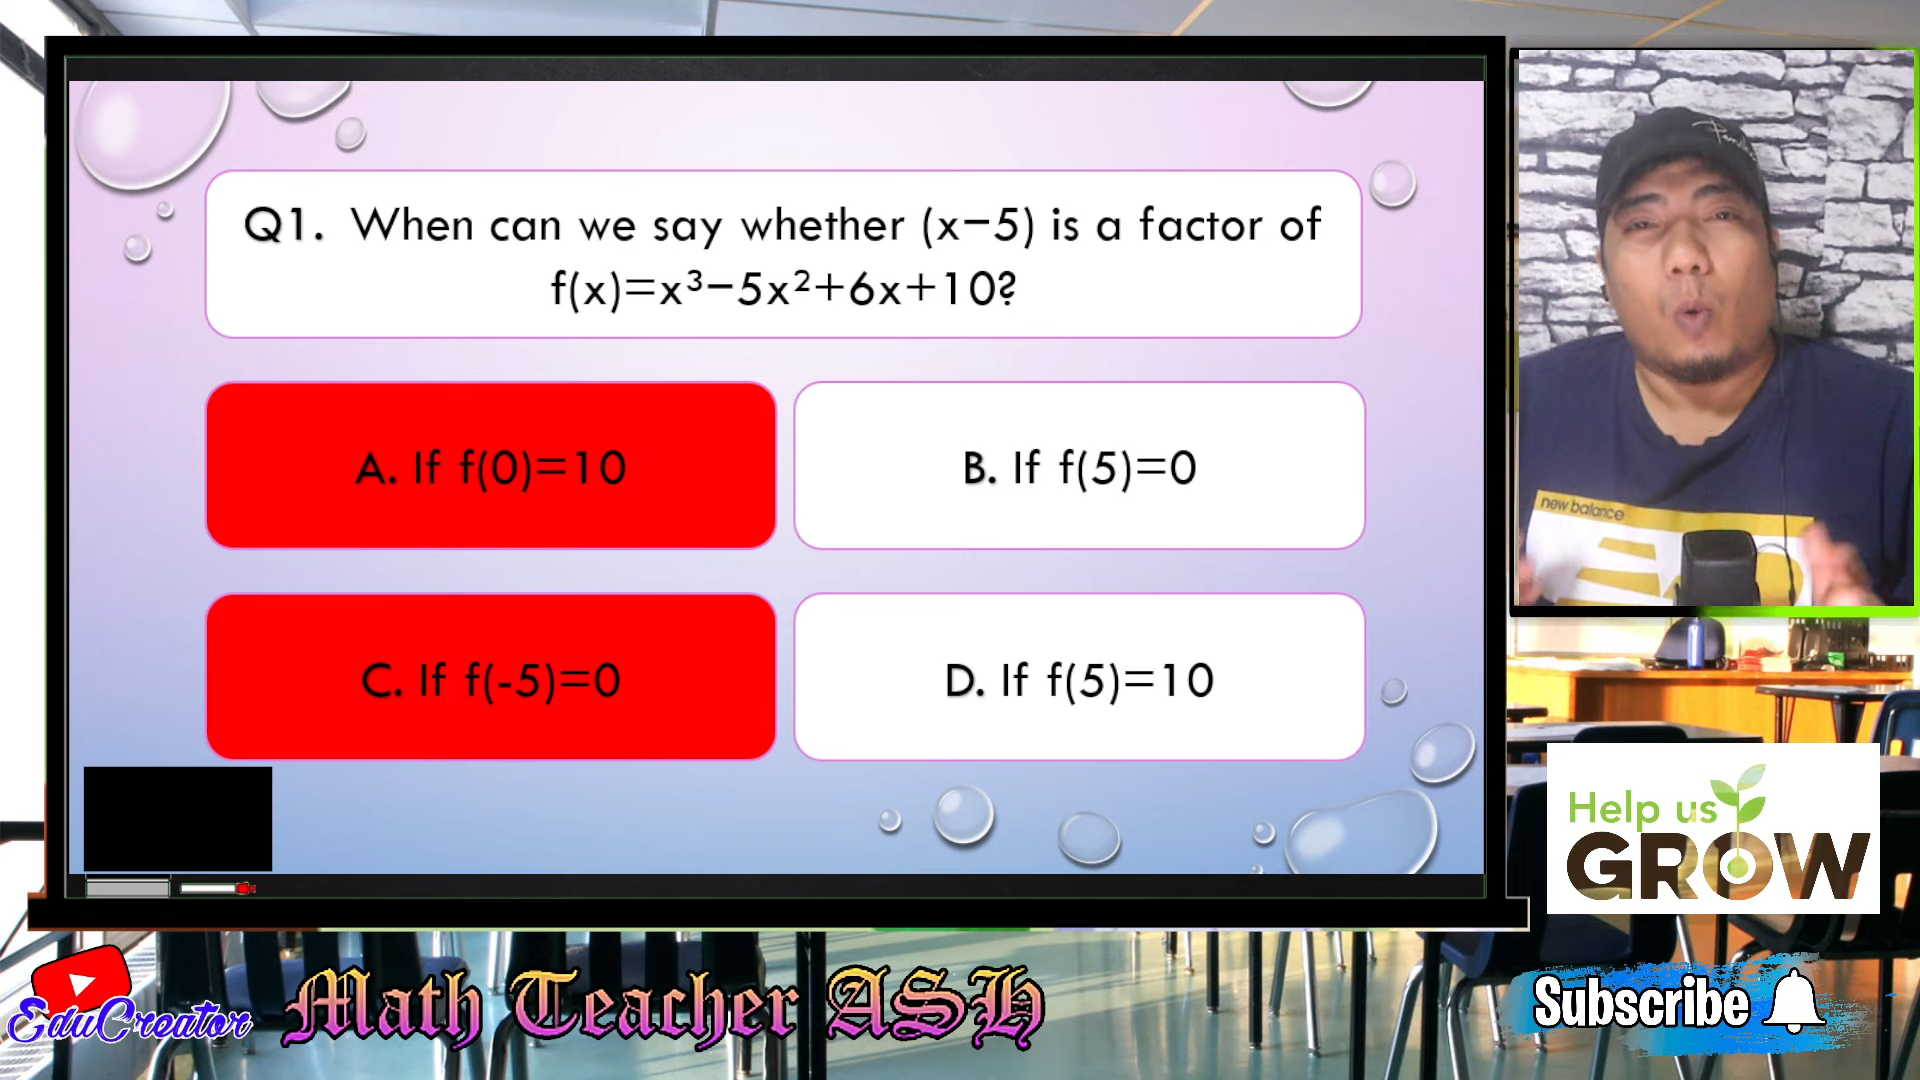 Q1. When can we say whether (x−5) is a factor of
f(x)=x³−5x²+6x+10?
A. If f(0)=10
B. If f(5)=0
C. If f(-5)=0
D. If f(5)=10
new balance
Help us
GROW
EduCreator
Math Teacher ASH
Subscribe